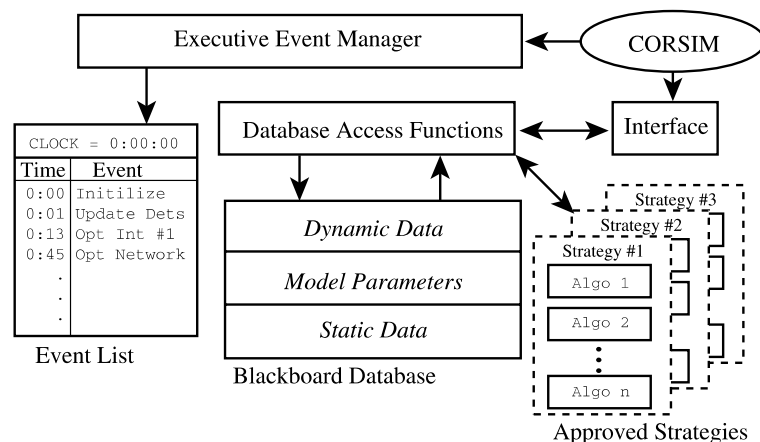 Executive Event Manager
CORSIM
Database Access Functions
Interface
CLOCK = 0:00:00
Time Event
0:00 Initilize
0:01 Update Dets
0:13 Opt Int #1
0:45 Opt Network
.
.
.
Event List
Dynamic Data
Model Parameters
Static Data
Blackboard Database
Strategy #3
Strategy #2
Strategy #1
Algo 1
Algo 2
Algo n
Approved Strategies